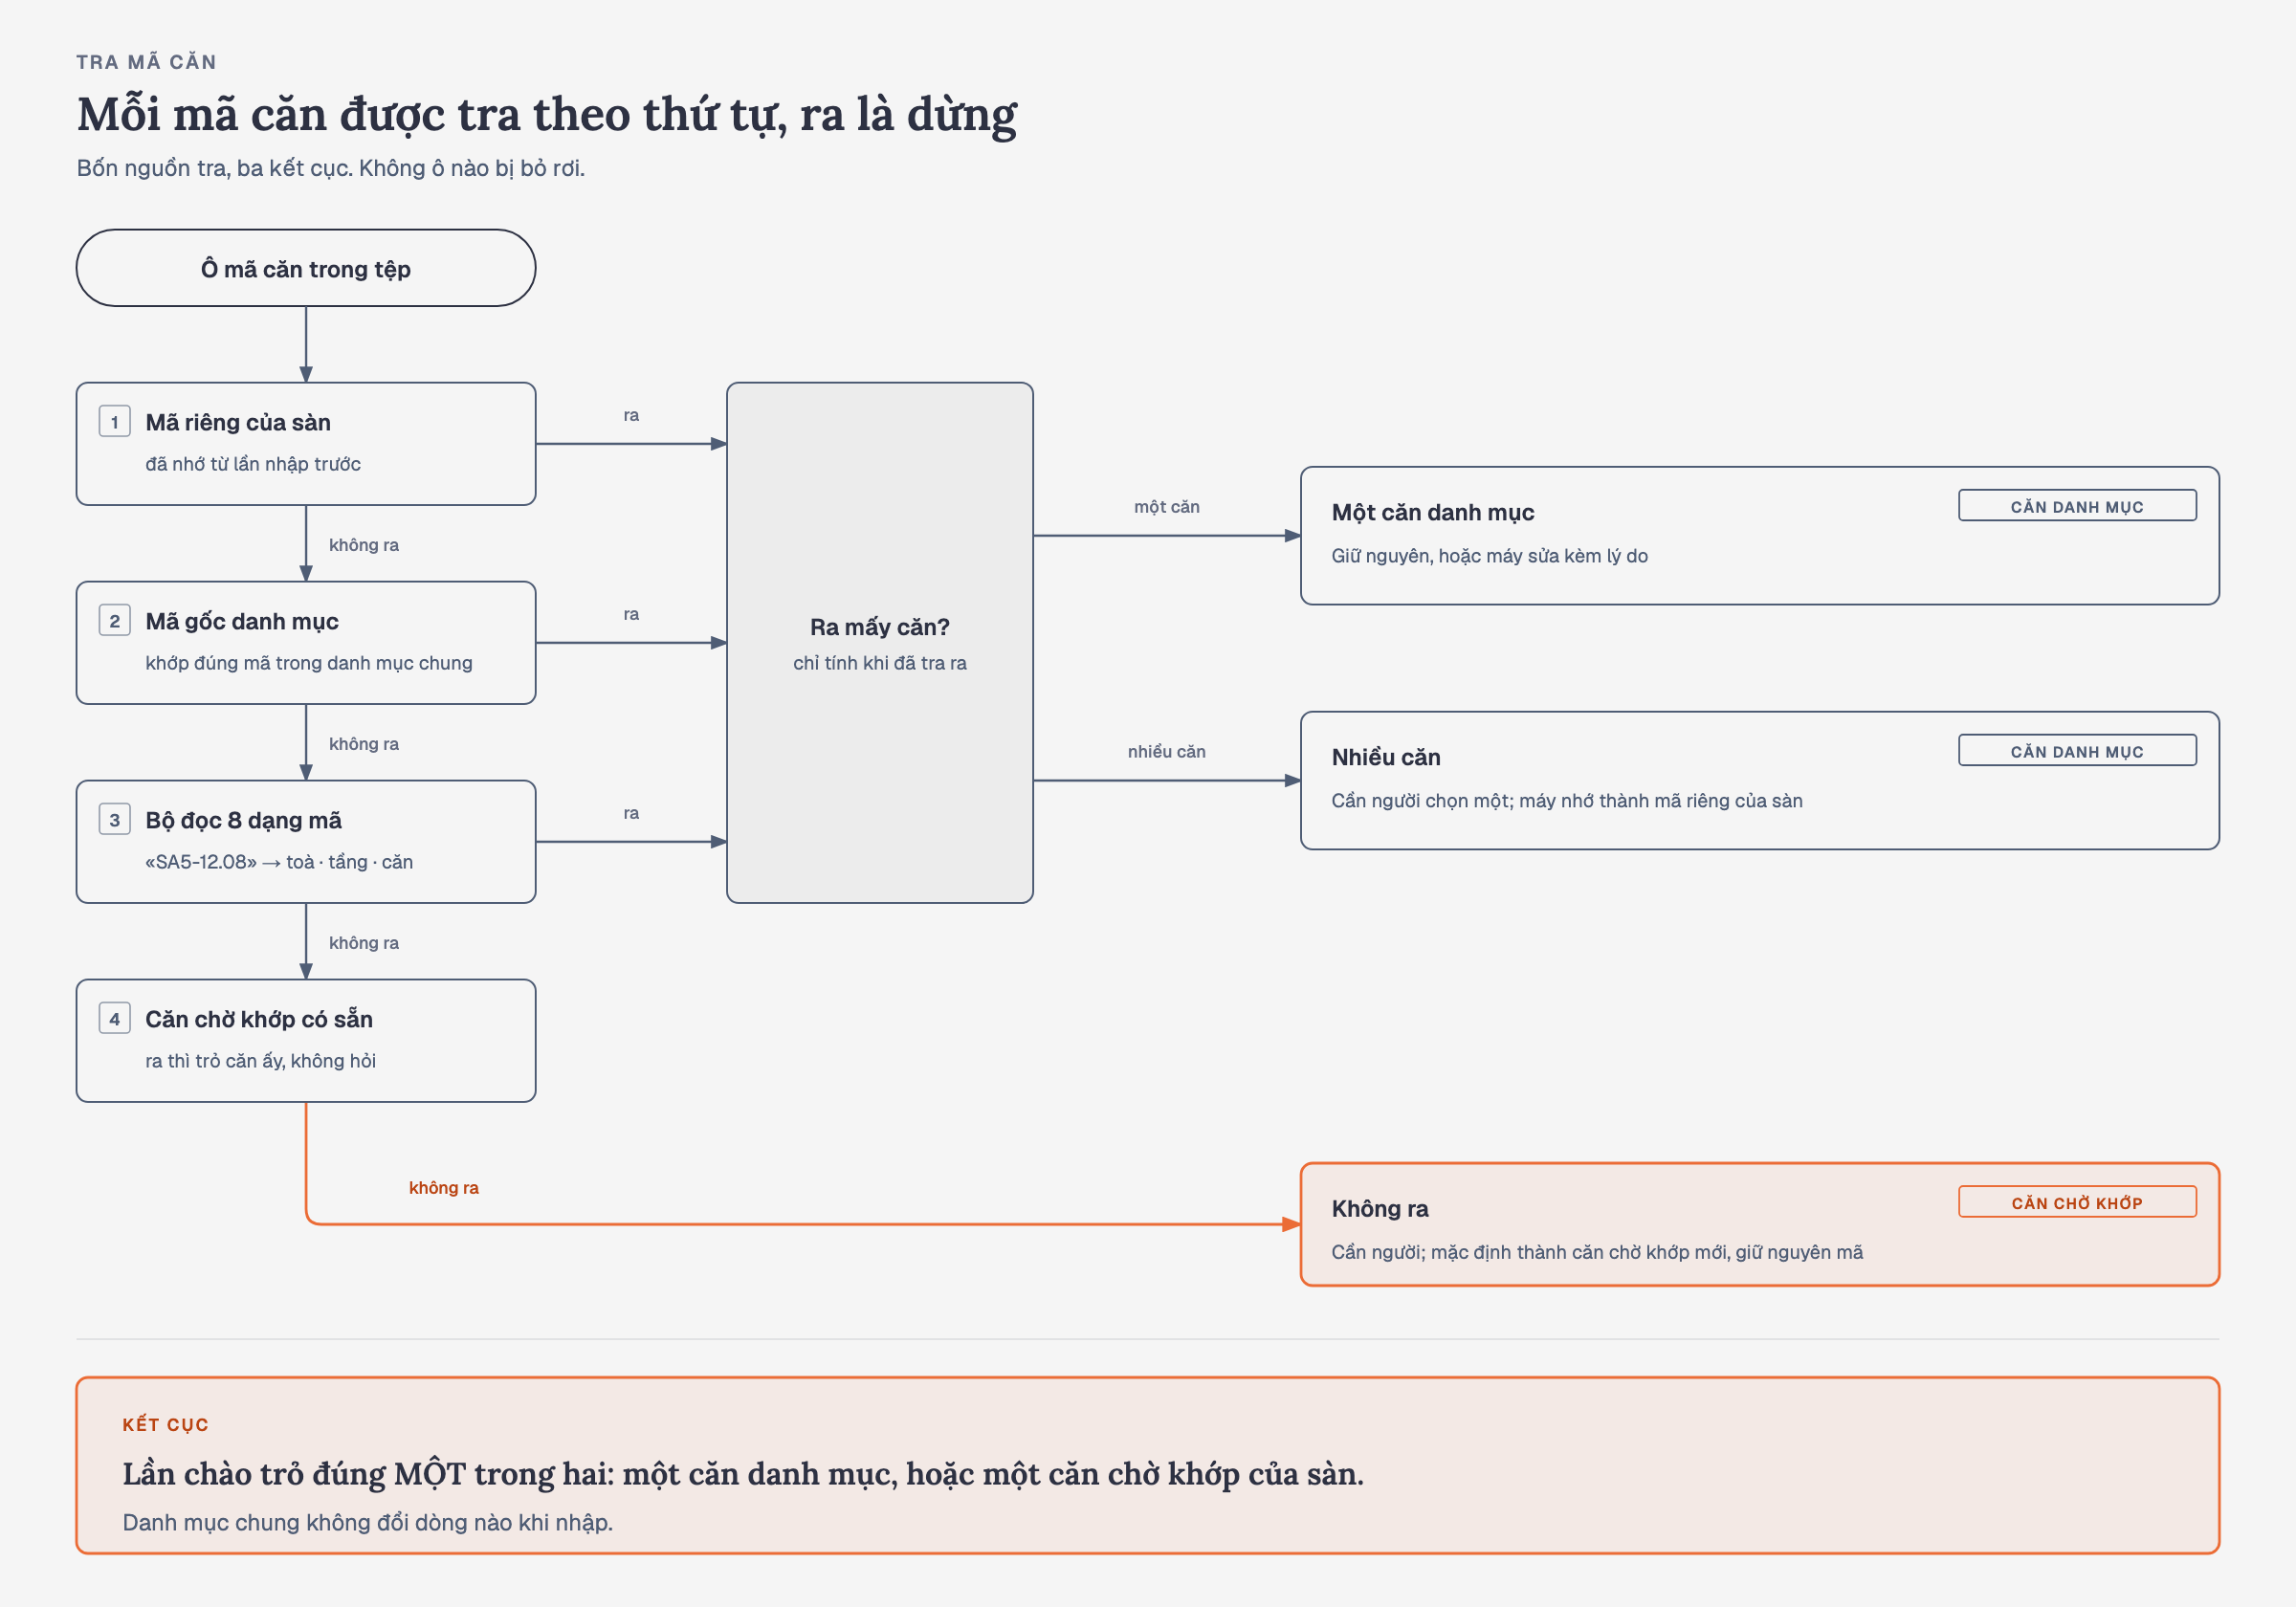 TRA MÃ CĂN
Mỗi mã căn được tra theo thứ tự, ra là dừng
Bốn nguồn tra, ba kết cục. Không ô nào bị bỏ rơi.
Ô mã căn trong tệp
1 Mã riêng của sàn
đã nhớ từ lần nhập trước
ra
không ra
2 Mã gốc danh mục
khớp đúng mã trong danh mục chung
ra
không ra
3 Bộ đọc 8 dạng mã
«SA5-12.08» → toà · tầng · căn
ra
không ra
4 Căn chờ khớp có sẵn
ra thì trỏ căn ấy, không hỏi
không ra
Ra mấy căn?
chỉ tính khi đã tra ra
một căn
Một căn danh mục
CĂN DANH MỤC
Giữ nguyên, hoặc máy sửa kèm lý do
nhiều căn
Nhiều căn
CĂN DANH MỤC
Cần người chọn một; máy nhớ thành mã riêng của sàn
Không ra
CĂN CHỜ KHỚP
Cần người; mặc định thành căn chờ khớp mới, giữ nguyên mã
KẾT CỤC
Lần chào trỏ đúng MỘT trong hai: một căn danh mục, hoặc một căn chờ khớp của sàn.
Danh mục chung không đổi dòng nào khi nhập.